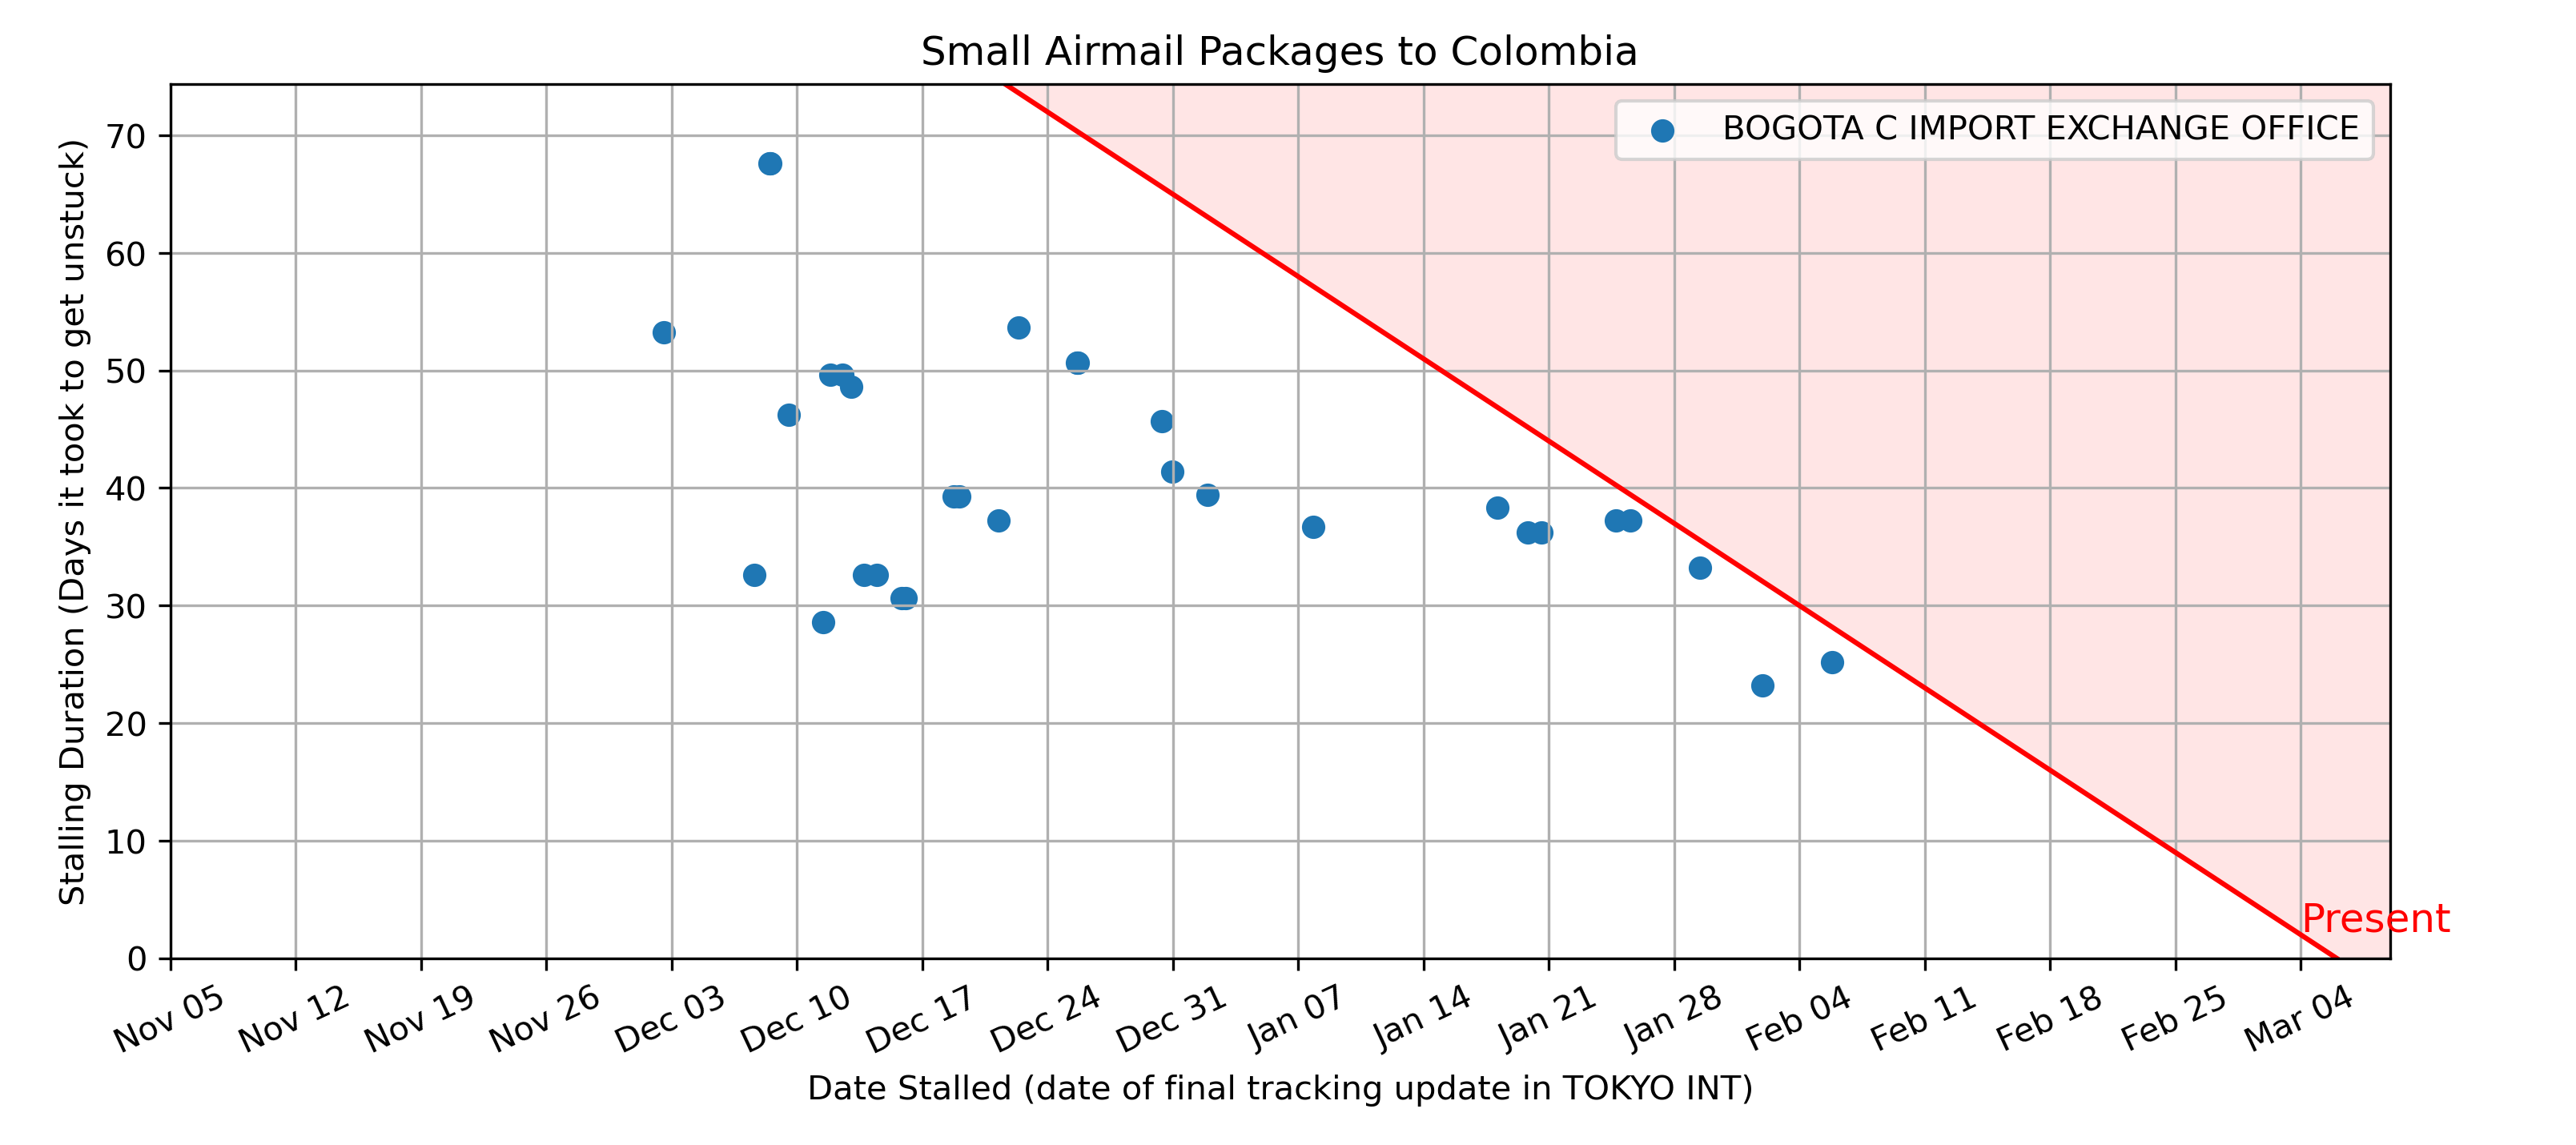 Small Airmail Packages to Colombia
BOGOTA C IMPORT EXCHANGE OFFICE
Stalling Duration (Days it took to get unstuck)
70
60
50
40
30
20
10
0
Present
Nov 05
Nov 12
Nov 19
Nov 26
Dec 03
Dec 10
Dec 17
Dec 24
Dec 31
Jan 07
Jan 14
Jan 21
Jan 28
Feb 04
Feb 11
Feb 18
Feb 25
Mar 04
Date Stalled (date of final tracking update in TOKYO INT)